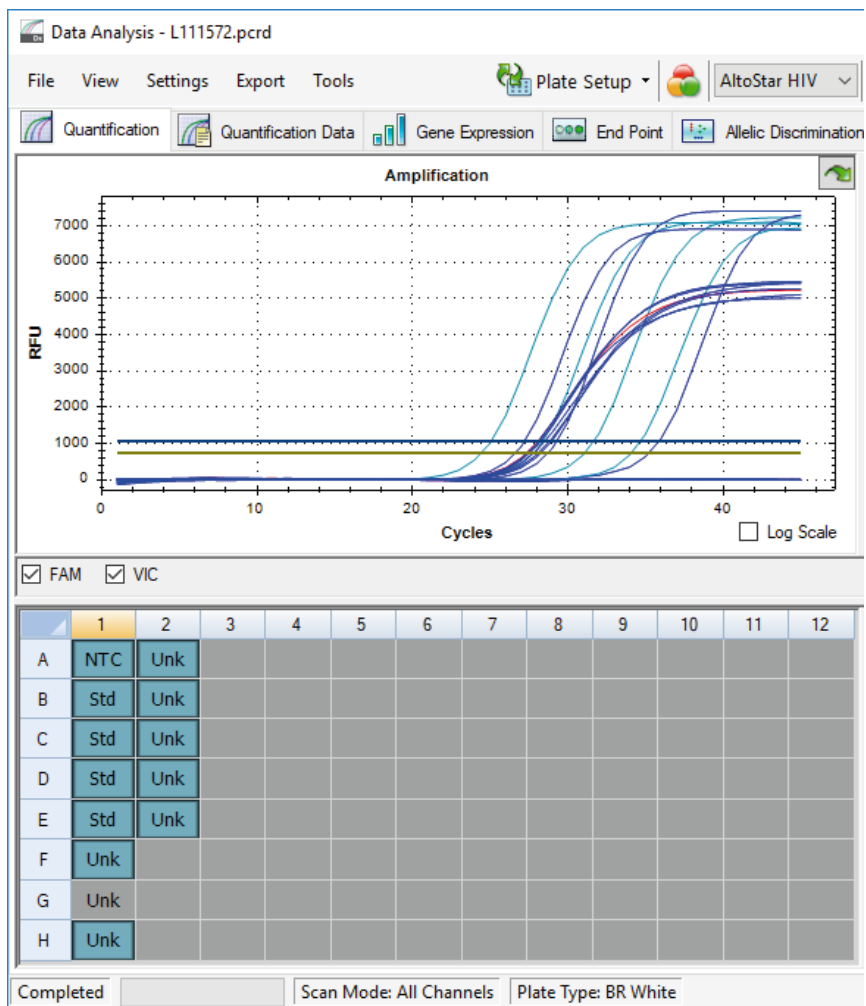 Data Analysis - L111572.pcrd
File View Settings Export Tools Plate Setup AltoStar HIV
Quantification Quantification Data Gene Expression End Point Allelic Discrimination
Amplification
7000
6000
5000
4000
3000
2000
1000
0
RFU
0 10 20 30 40
Cycles
Log Scale
FAM VIC
1 2 3 4 5 6 7 8 9 10 11 12
A NTC Unk
B Std Unk
C Std Unk
D Std Unk
E Std Unk
F Unk
G Unk
H Unk
Completed Scan Mode: All Channels Plate Type: BR White